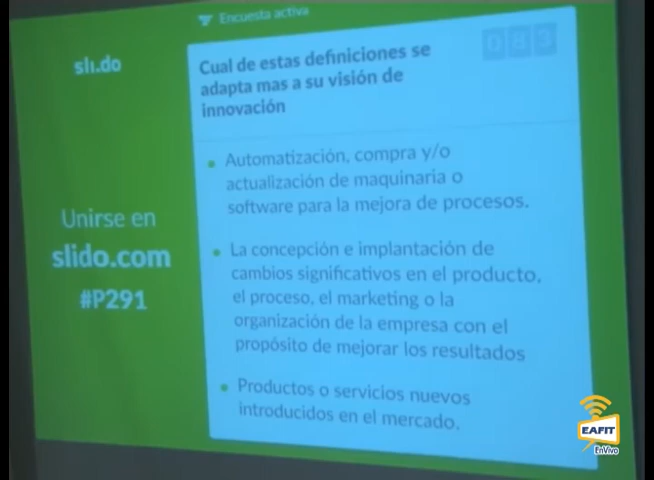 Encuesta activa
sli.do
083
Cual de estas definiciones se
adapta mas a su visión de
innovación
Automatización, compra y/o
actualización de maquinaria o
software para la mejora de procesos.
Unirse en
slido.com
#P291
La concepción e implantación de
cambios significativos en el producto,
el proceso, el marketing o la
organización de la empresa con el
propósito de mejorar los resultados
Productos o servicios nuevos
introducidos en el mercado.
EAFIT
EnVivo